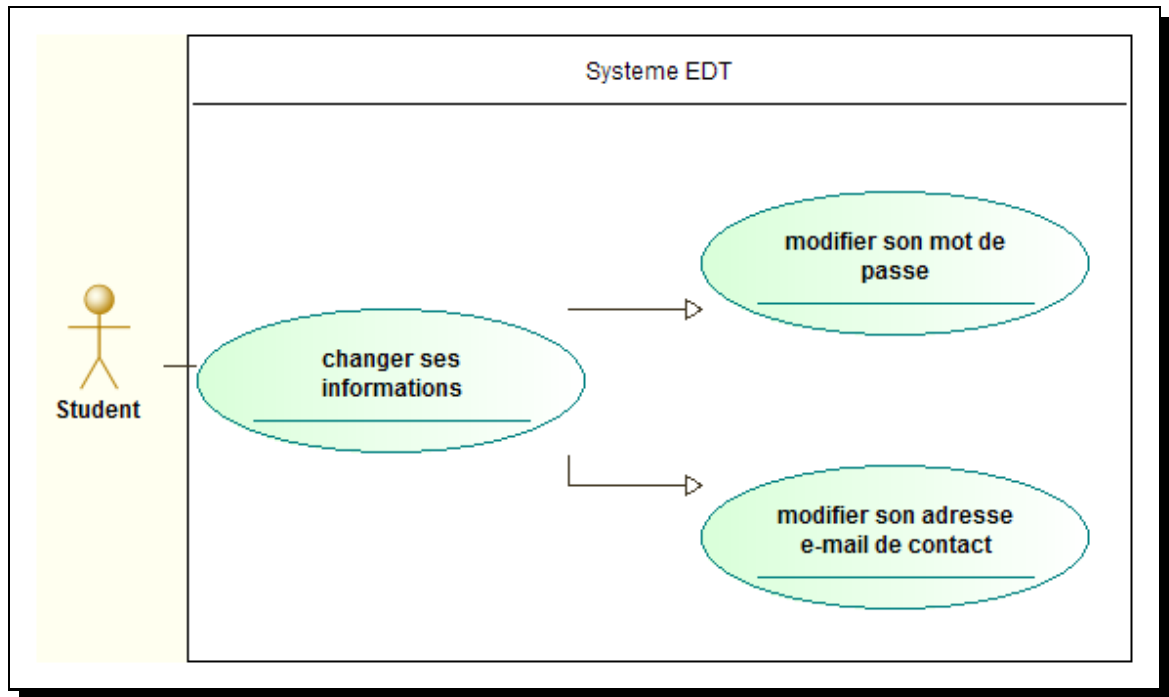 Systeme EDT
modifier son mot de
passe
changer ses
informations
Student
modifier son adresse
e-mail de contact